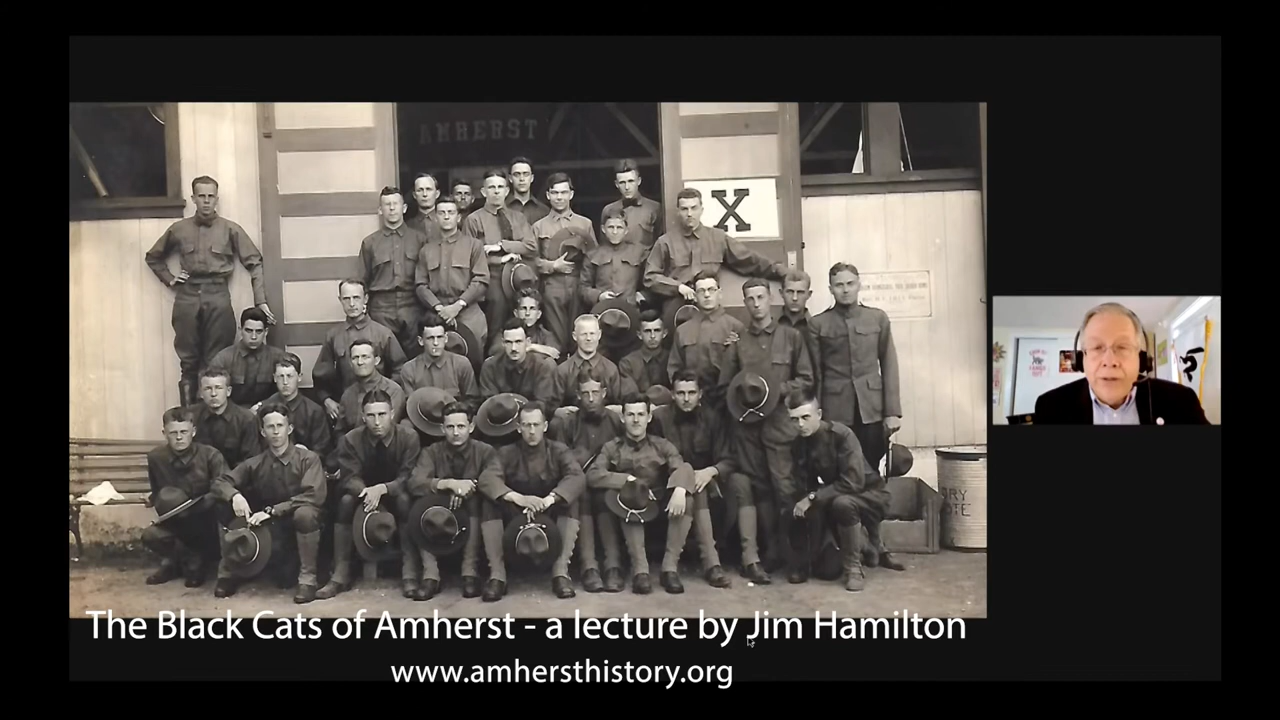 AMHERST
X
The Black Cats of Amherst - a lecture by Jim Hamilton
www.amhersthistory.org